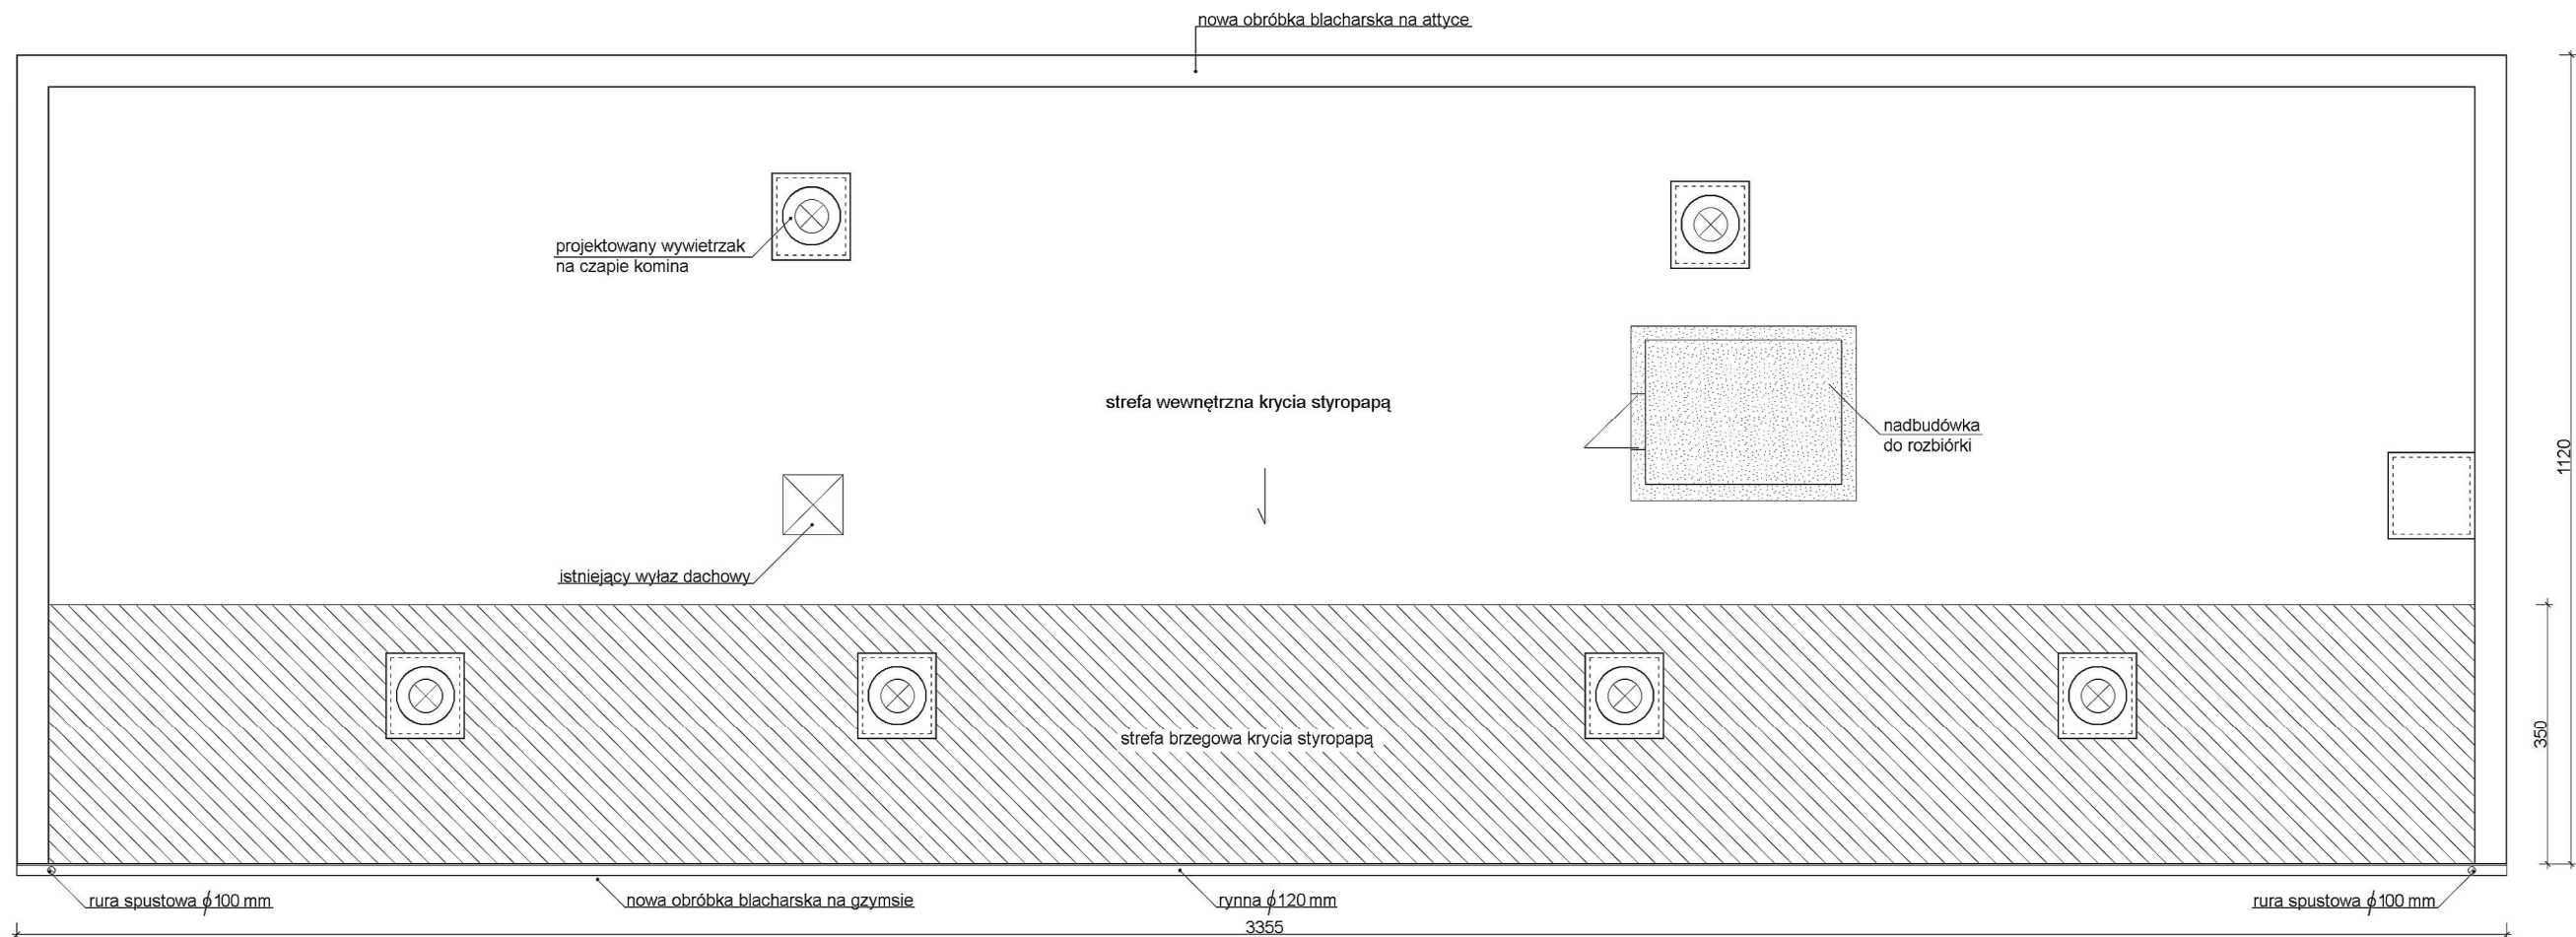 nowa obróbka blacharska na attyce
projektowany wywietrzak
na czapie komina
strefa wewnętrzna krycia styropapą
nadbudówka
do rozbiórki
1120
istniejący wyłaz dachowy
350
strefa brzegowa krycia styropapą
rura spustowa ϕ100 mm
nowa obróbka blacharska na gzymsie
rynna ϕ120 mm
rura spustowa ϕ100 mm
3355